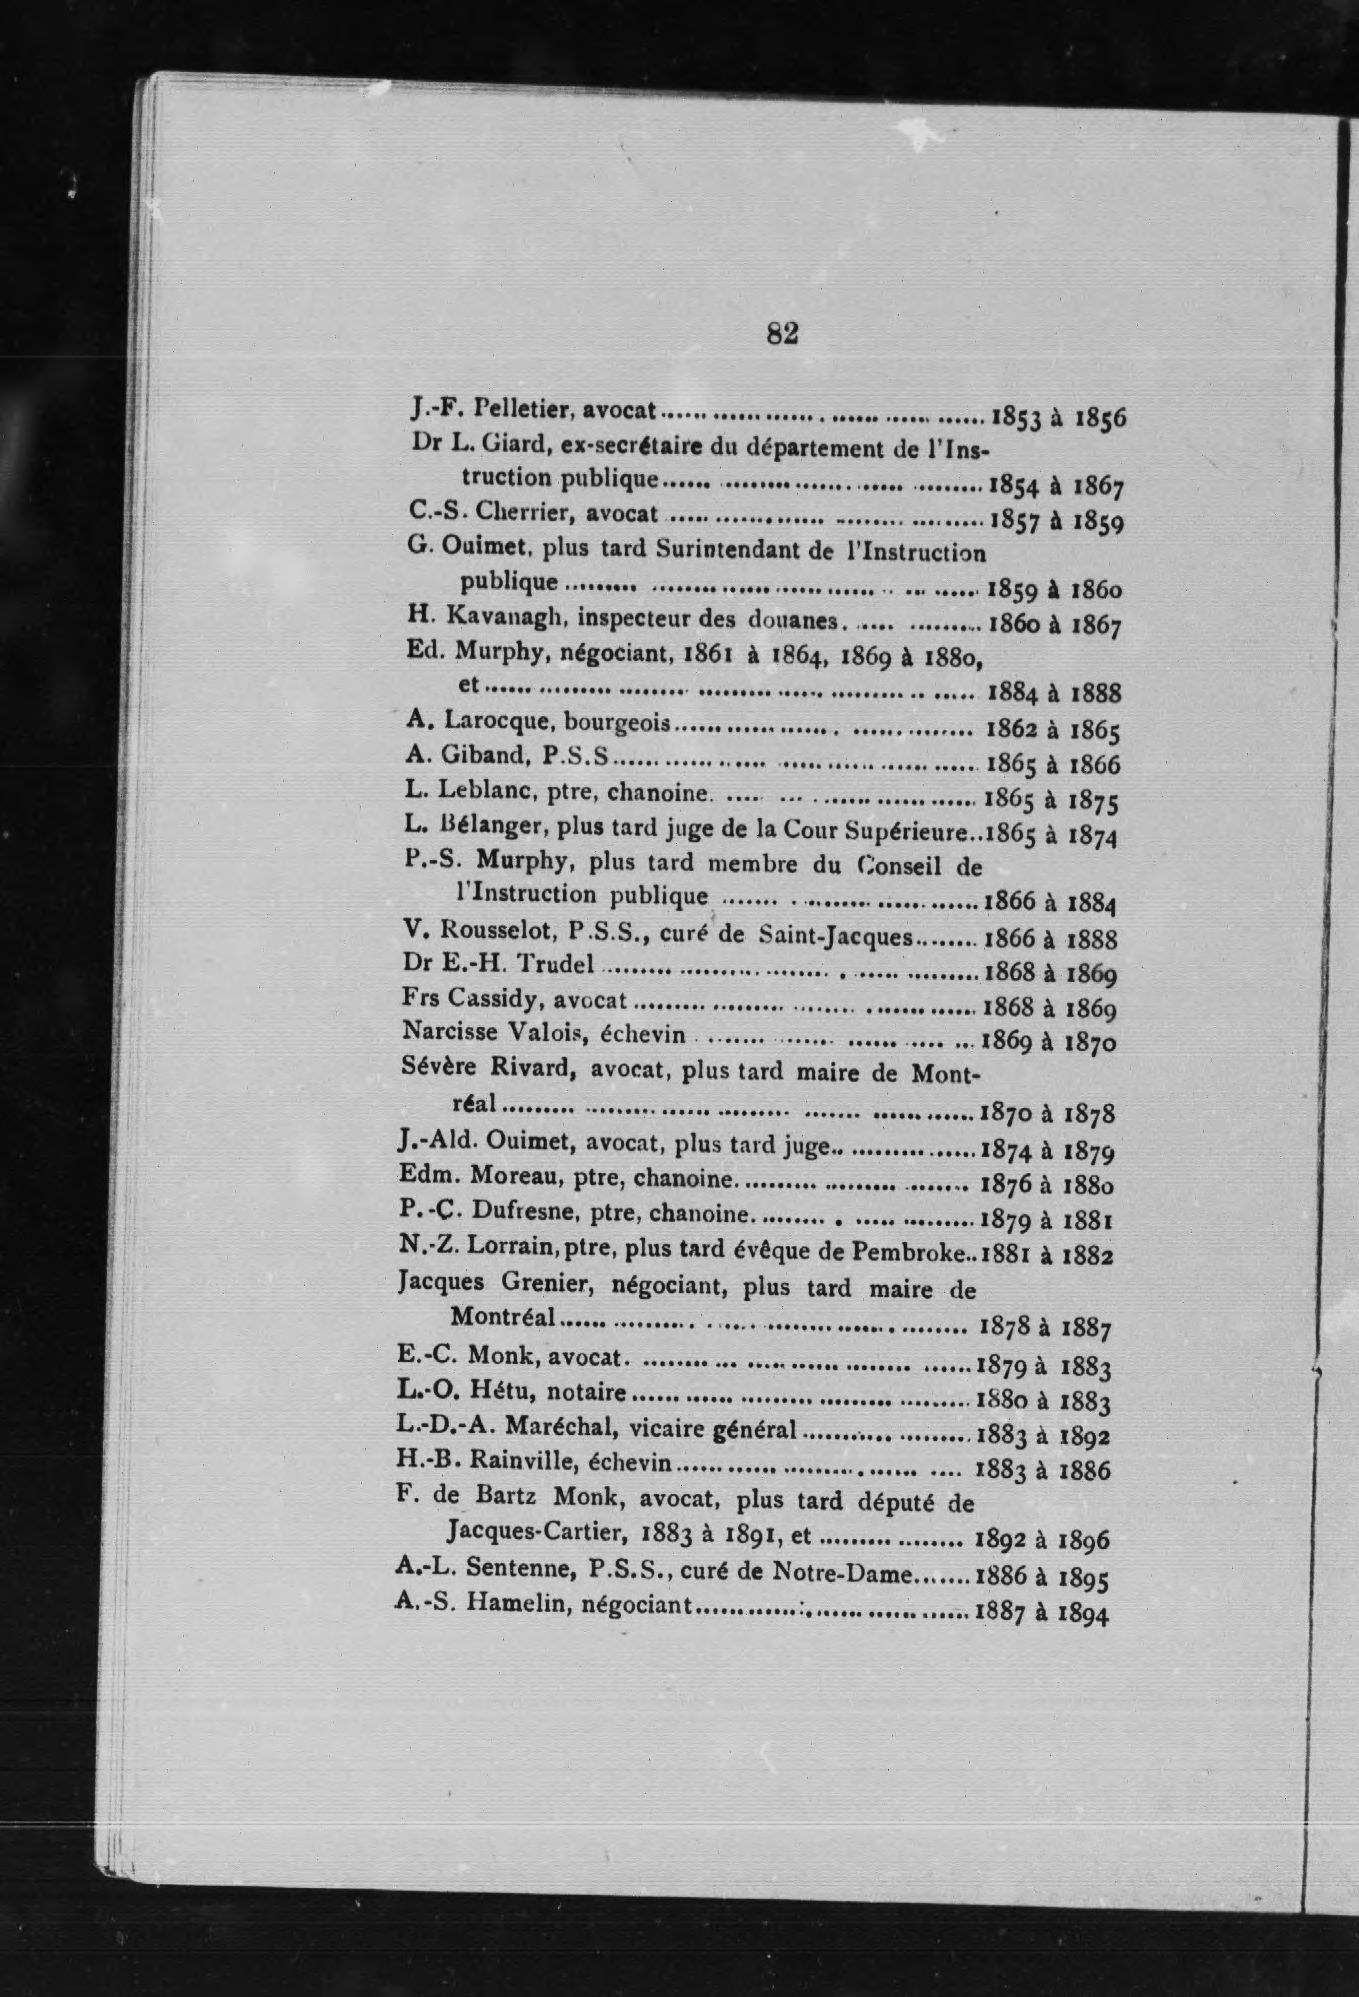 82
J.-F. Pelletier, avocat........................................ 1853 à 1856
Dr L. Giard, ex-secrétaire du département de l'Ins-
truction publique........................................ 1854 à 1867
C.-S. Cherrier, avocat ........................................ 1857 à 1859
G. Ouimet, plus tard Surintendant de l'Instruction
publique ........................................ 1859 à 1860
H. Kavanagh, inspecteur des douanes................ 1860 à 1867
Ed. Murphy, négociant, 1861 à 1864, 1869 à 1880,
et.................................................. 1884 à 1888
A. Larocque, bourgeois................................ 1862 à 1865
A. Giband, P.S.S........................................ 1865 à 1866
L. Leblanc, ptre, chanoine............................ 1865 à 1875
L. Bélanger, plus tard juge de la Cour Supérieure..1865 à 1874
P.-S. Murphy, plus tard membre du Conseil de
l'Instruction publique ............................ 1866 à 1884
V. Rousselot, P.S.S., curé de Saint-Jacques......... 1866 à 1888
Dr E.-H. Trudel ........................................ 1868 à 1869
Frs Cassidy, avocat .................................... 1868 à 1869
Narcisse Valois, échevin .............................. 1869 à 1870
Sévère Rivard, avocat, plus tard maire de Mont-
réal.................................................. 1870 à 1878
J.-Ald. Ouimet, avocat, plus tard juge.................. 1874 à 1879
Edm. Moreau, ptre, chanoine............................ 1876 à 1880
P.-C. Dufresne, ptre, chanoine......................... 1879 à 1881
N.-Z. Lorrain, ptre, plus tard évêque de Pembroke..1881 à 1882
Jacques Grenier, négociant, plus tard maire de
Montréal........................................ 1878 à 1887
E.-C. Monk, avocat.................................... 1879 à 1883
L.-O. Hétu, notaire.................................... 1880 à 1883
L.-D.-A. Maréchal, vicaire général..................... 1883 à 1892
H.-B. Rainville, échevin............................... 1883 à 1886
F. de Bartz Monk, avocat, plus tard député de
Jacques-Cartier, 1883 à 1891, et .................. 1892 à 1896
A.-L. Sentenne, P.S.S., curé de Notre-Dame.......1886 à 1895
A.-S. Hamelin, négociant.............................. 1887 à 1894